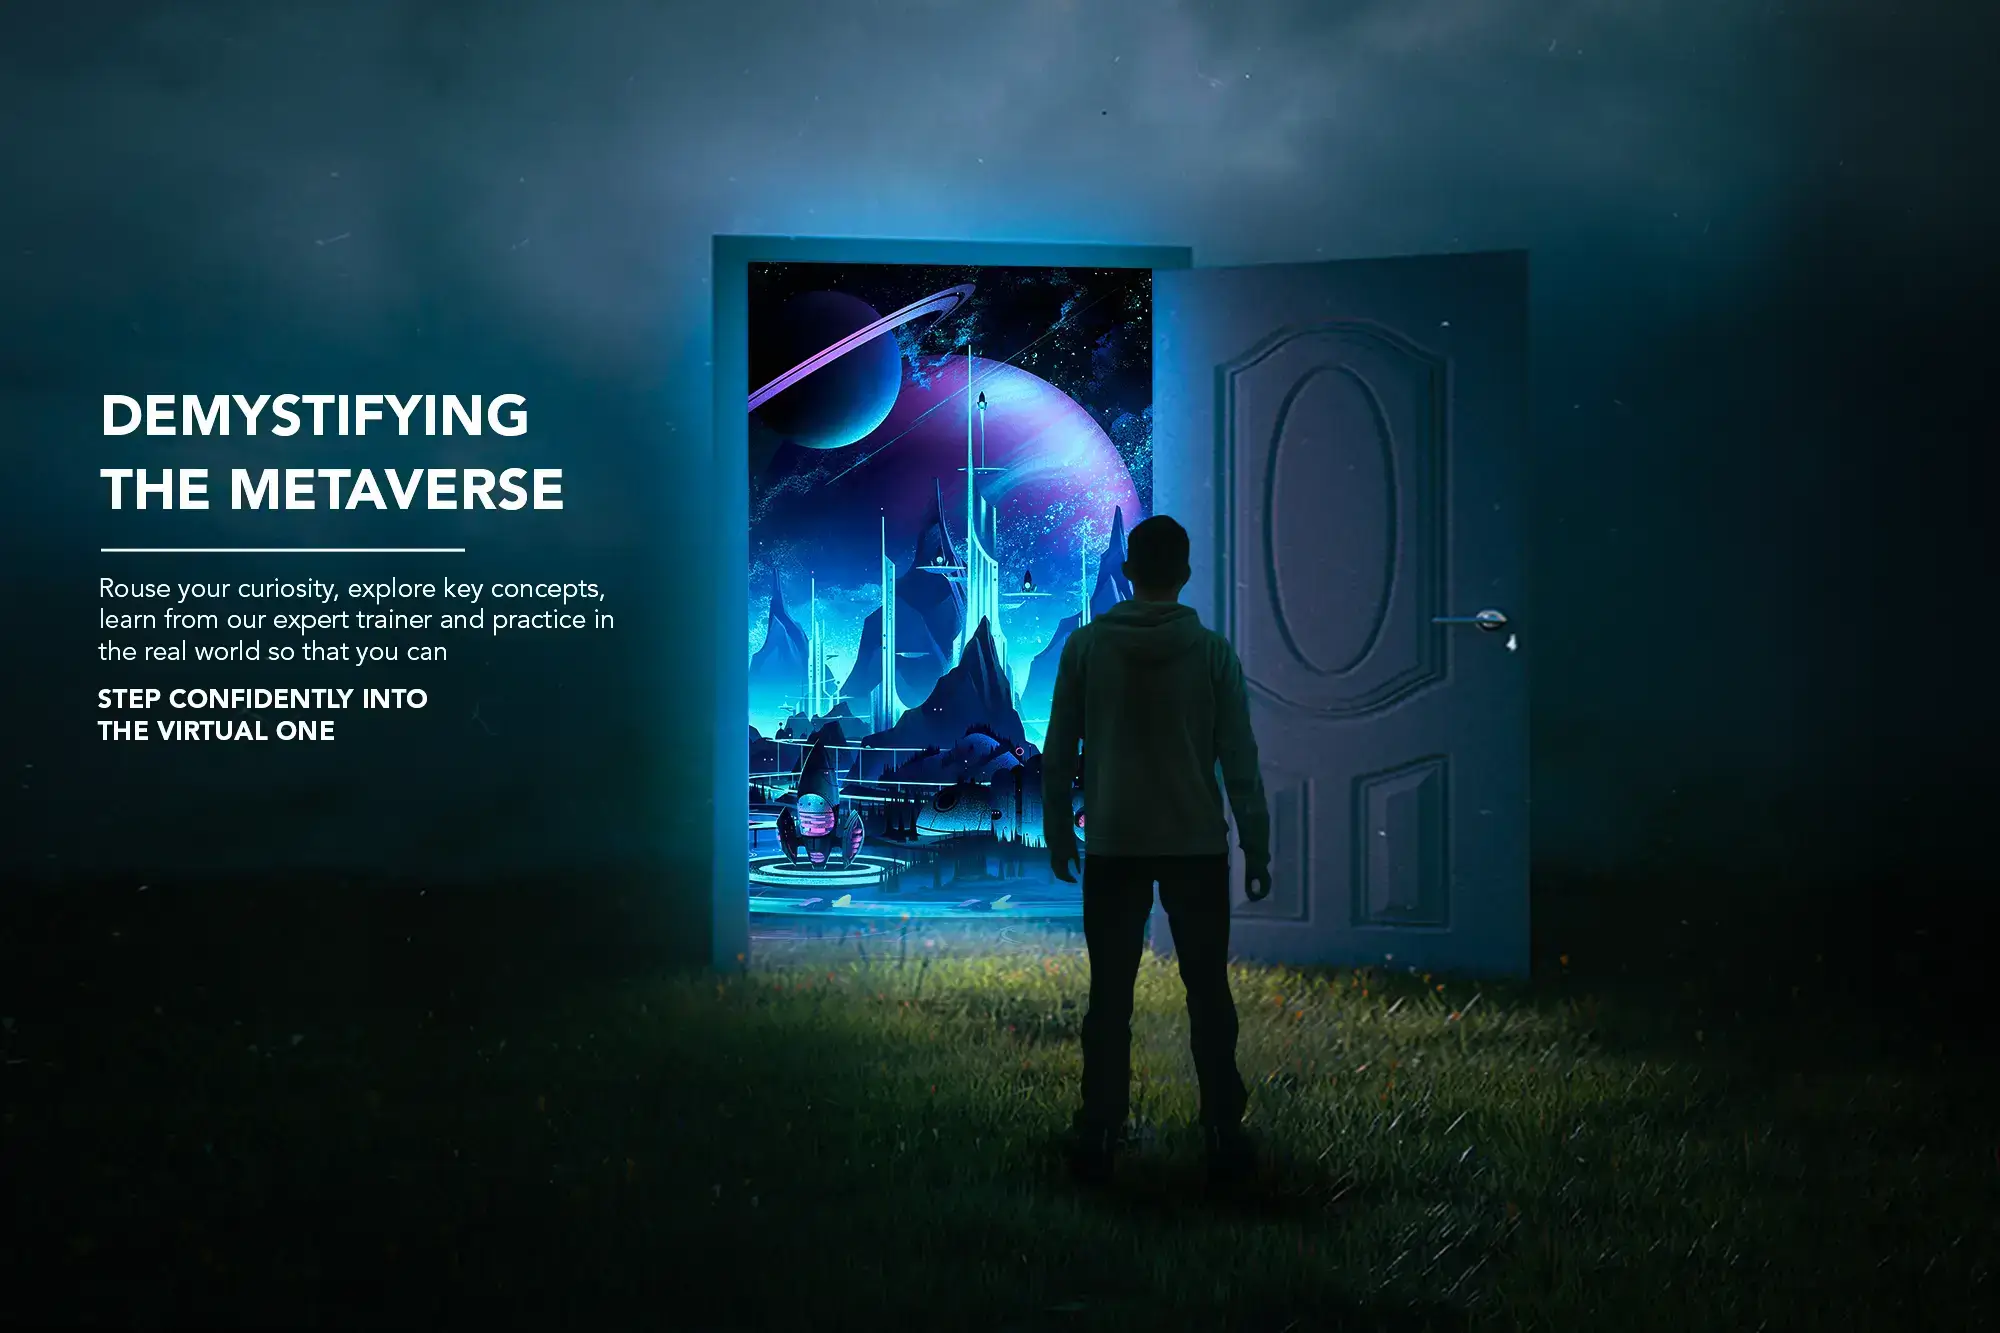 DEMYSTIFYING
THE METAVERSE
Rouse your curiosity, explore key concepts,
learn from our expert trainer and practice in
the real world so that you can
STEP CONFIDENTLY INTO
THE VIRTUAL ONE